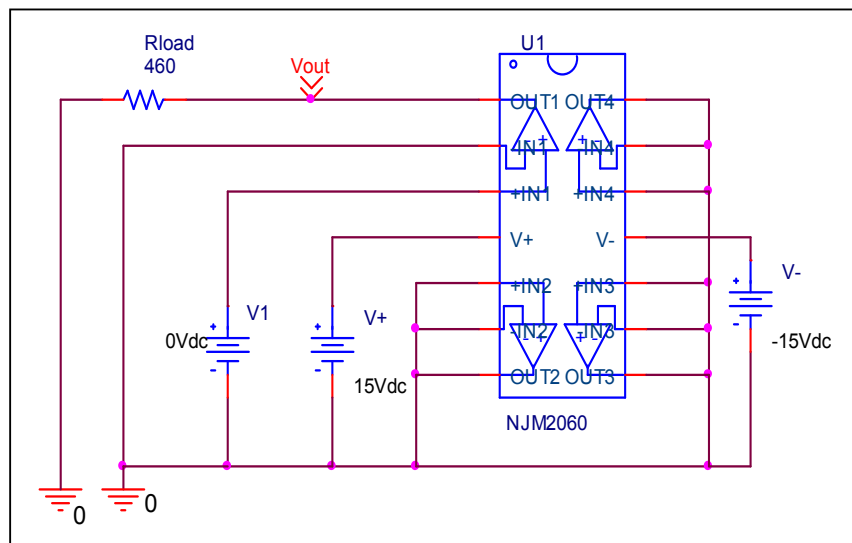 Rload
460
Vout
U1
OUT1
OUT4
-IN1
-IN4
+IN1
+IN4
V+
V-
+IN2
+IN3
-IN2
-IN3
OUT2
OUT3
NJM2060
V1
0Vdc
V+
15Vdc
V-
-15Vdc
0
0